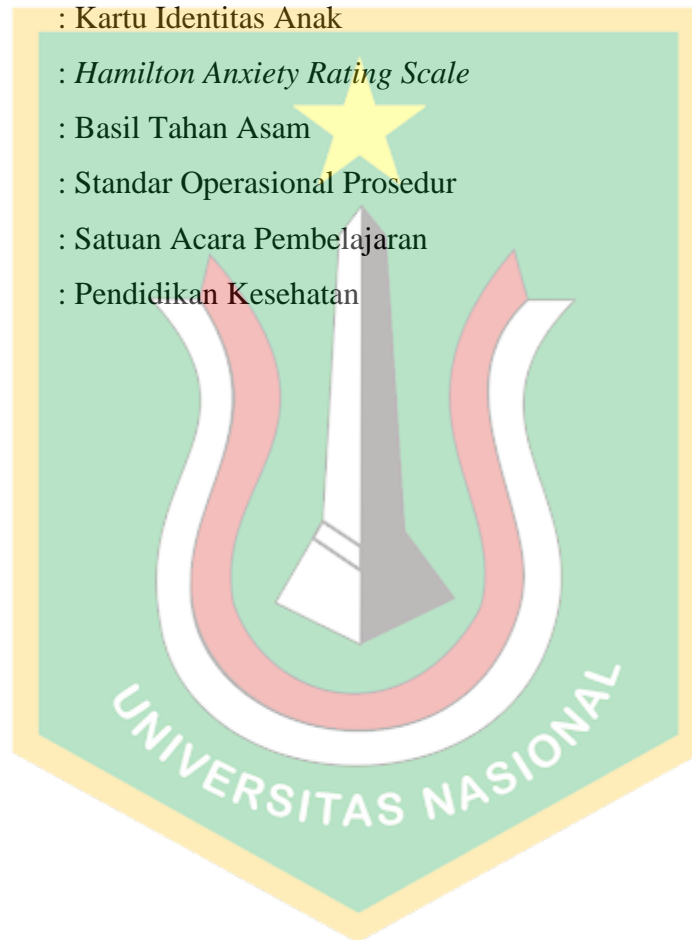 : Kartu Identitas Anak
: Hamilton Anxiety Rating Scale
: Basil Tahan Asam
: Standar Operasional Prosedur
: Satuan Acara Pembelajaran
: Pendidikan Kesehatan
UNIVERSITAS NASIONAL